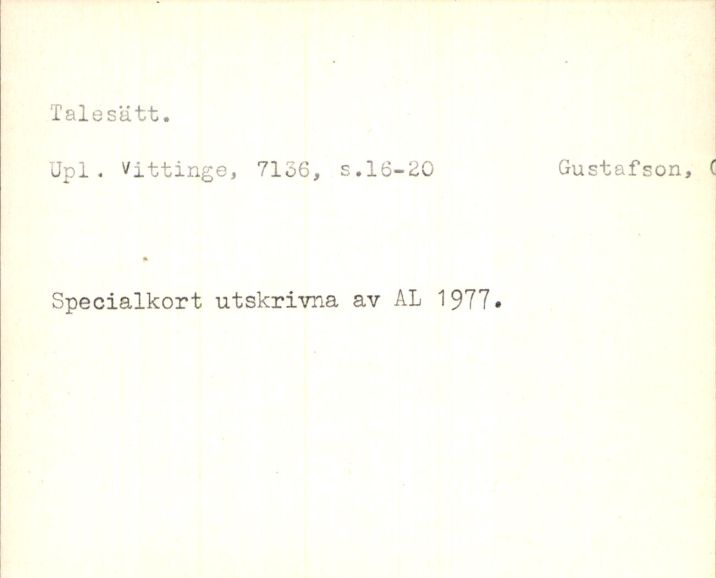 Talesätt.
Upl. Vittinge, 7136, s.16-20 Gustafson,
Specialkort utskrivna av AL 1977.